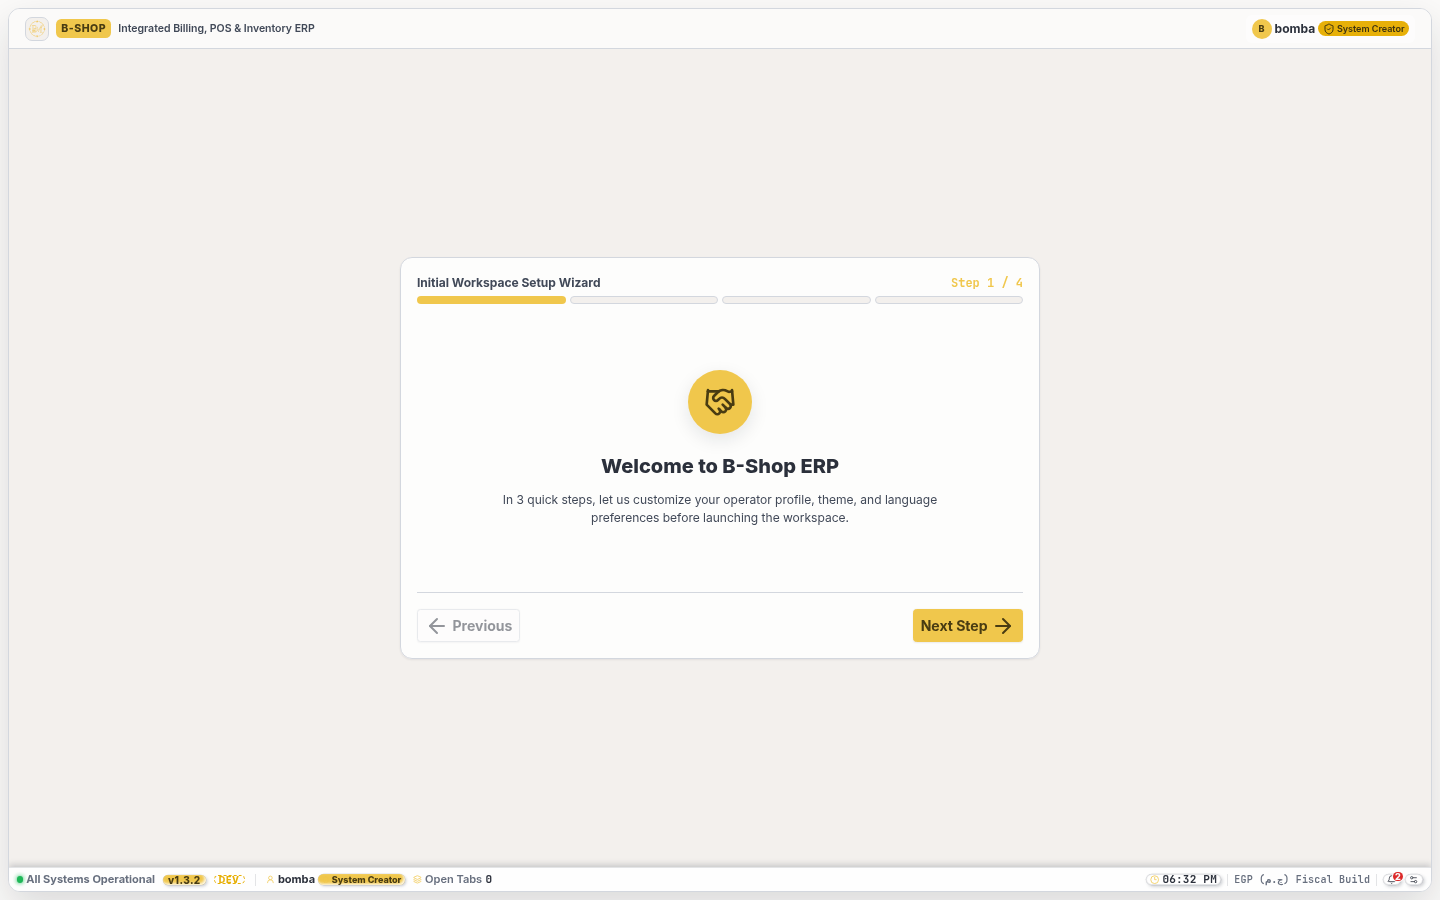 B-SHOP Integrated Billing, POS & Inventory ERP
B bomba System Creator
Initial Workspace Setup Wizard Step 1 / 4
Welcome to B-Shop ERP
In 3 quick steps, let us customize your operator profile, theme, and language
preferences before launching the workspace.
Previous Next Step
All Systems Operational v1.3.2 DEV bomba System Creator Open Tabs 0 06:32 PM EGP (ج.م) Fiscal Build 2